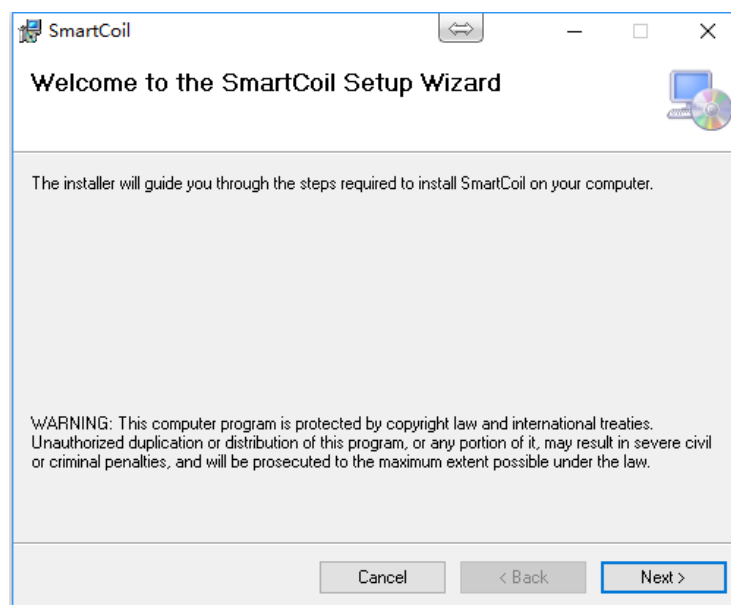 SmartCoil
Welcome to the SmartCoil Setup Wizard
The installer will guide you through the steps required to install SmartCoil on your computer.
WARNING: This computer program is protected by copyright law and international treaties.
Unauthorized duplication or distribution of this program, or any portion of it, may result in severe civil
or criminal penalties, and will be prosecuted to the maximum extent possible under the law.
Cancel
< Back
Next >